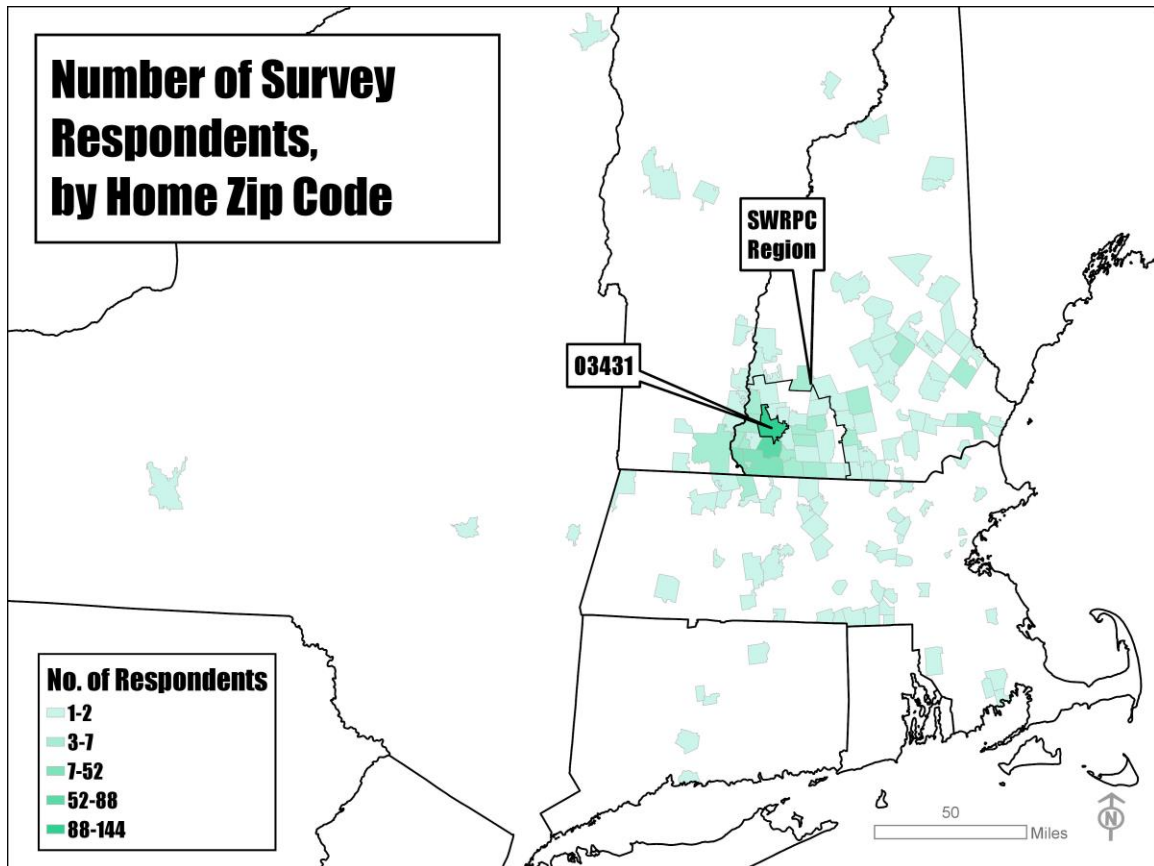 Number of Survey
Respondents,
by Home Zip Code
SWRPC
Region
03431
No. of Respondents
1-2
3-7
7-52
52-88
88-144
50
Miles
N